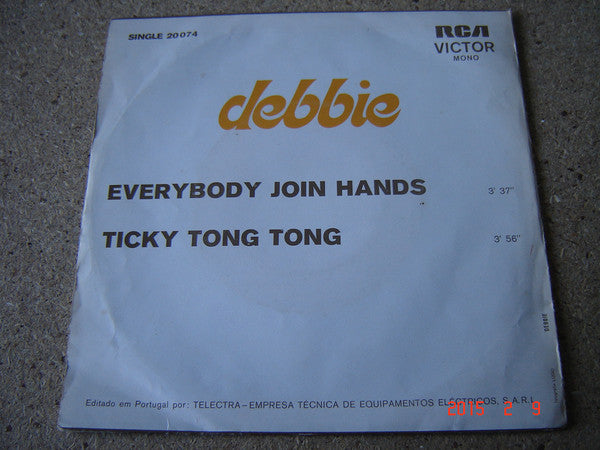 SINGLE 20074
RCA
VICTOR
MONO
debbie
EVERYBODY JOIN HANDS 3' 37"
TICKY TONG TONG 3' 56"
DEBBIE
Editado em Portugal por: TELECTRA-EMPRESA TÉCNICA DE EQUIPAMENTOS ELÉCTRICOS, S.A.R.L.
2015 2 9